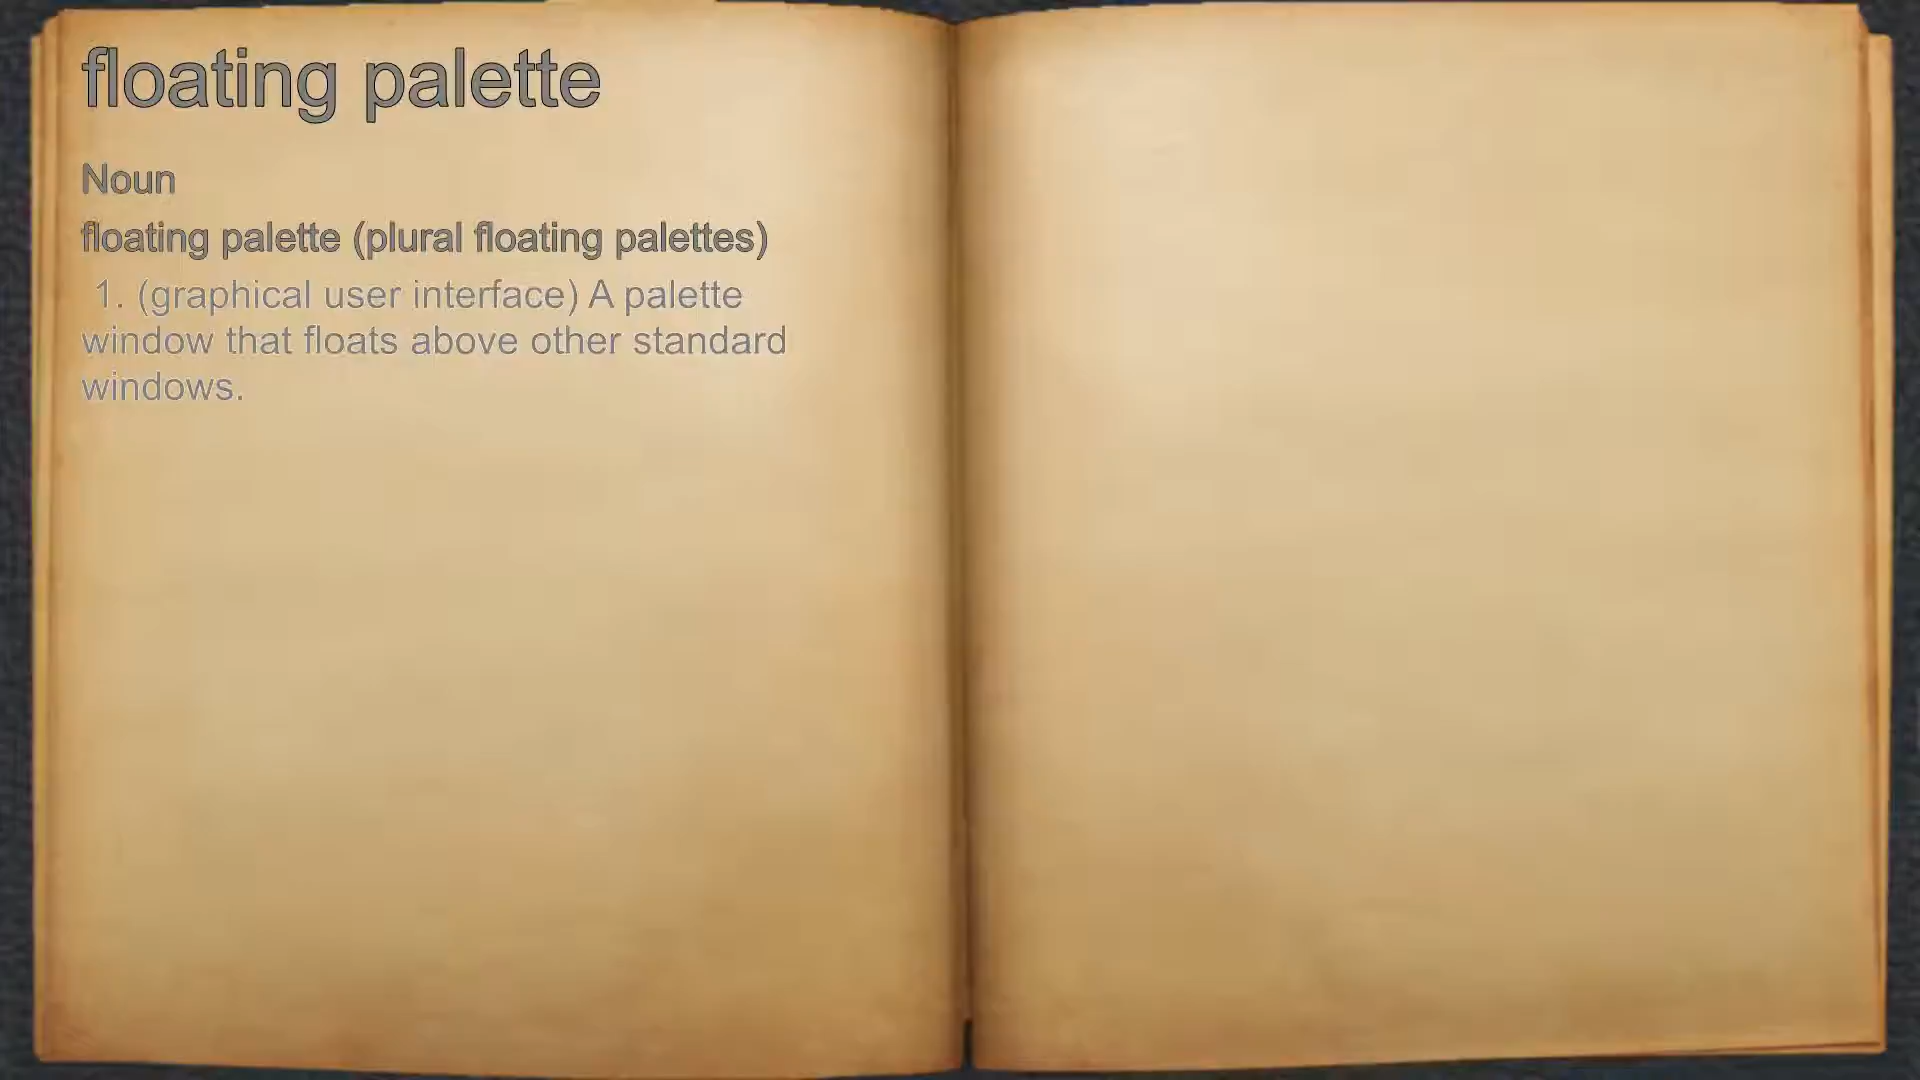 floating palette
Noun
floating palette (plural floating palettes)
1. (graphical user interface) A palette
window that floats above other standard
windows.